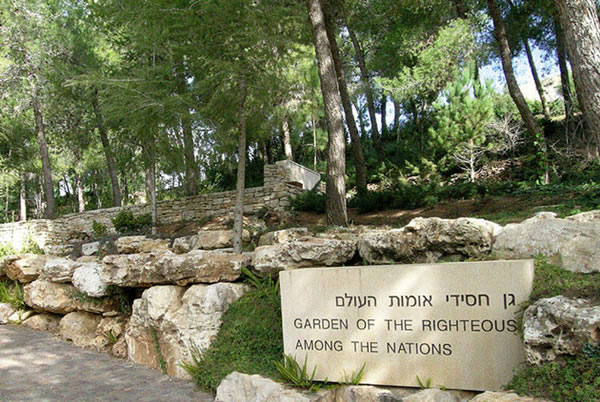 גן חסידי אומות העולם
GARDEN OF THE RIGHTEOUS
AMONG THE NATIONS